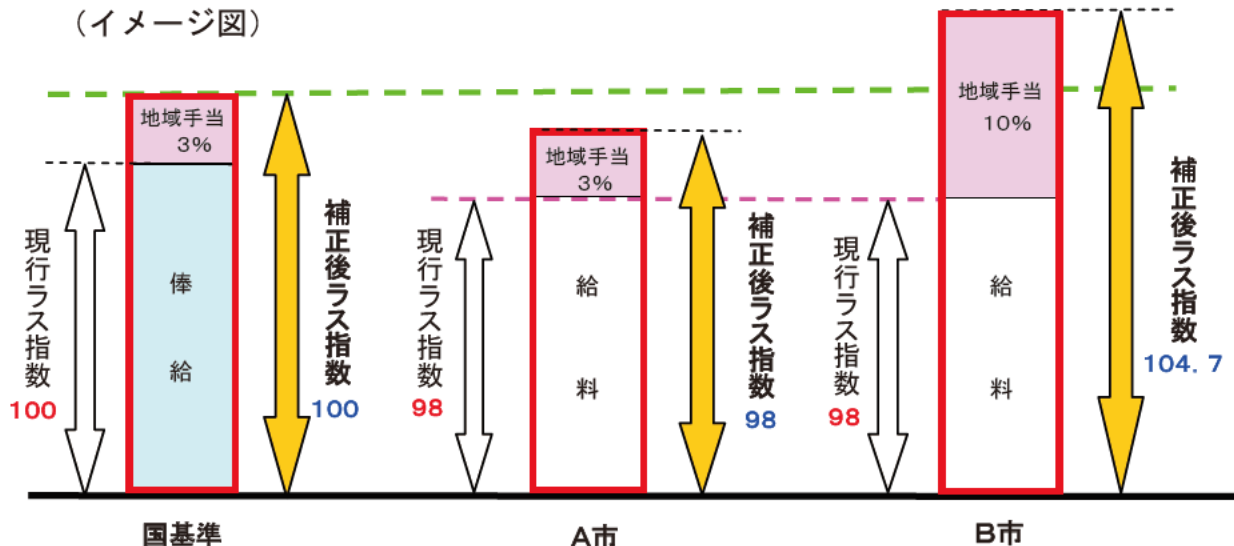 （イメージ図）
地域手当
3%
俸
給
現行ラス指数
100
補正後ラス指数
100
国基準
地域手当
3%
給
料
現行ラス指数
98
補正後ラス指数
98
A市
地域手当
10%
給
料
現行ラス指数
98
補正後ラス指数
104.7
B市